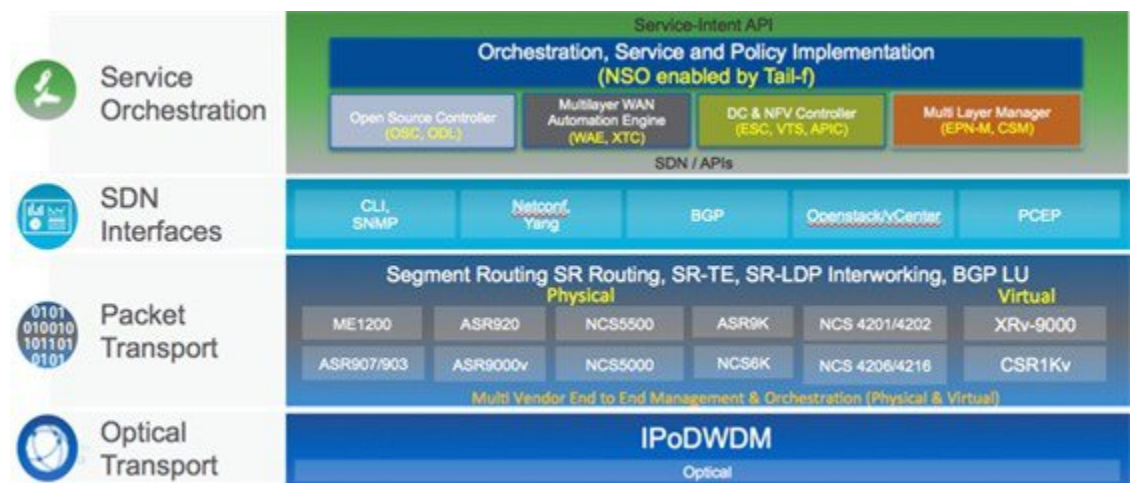 Service-Intent API
Orchestration, Service and Policy Implementation
(NSO enabled by Tail-f)
Service
Orchestration
Open Source Controller
(OSC, ODL)
Multilayer WAN
Automation Engine
(WAE, XTC)
DC & NFV Controller
(ESC, VTS, APIC)
Multi Layer Manager
(EPN-M, CSM)
SDN / APIs
SDN
Interfaces
CLI,
SNMP
Netconf,
Yang
BGP
Openstack/vCenter
PCEP
Segment Routing SR Routing, SR-TE, SR-LDP Interworking, BGP LU
Physical
Virtual
0101
010010
101101
0101
Packet
Transport
ME1200
ASR920
NCS5500
ASR9K
NCS 4201/4202
XRv-9000
ASR907/903
ASR9000v
NCS5000
NCS6K
NCS 4206/4216
CSR1Kv
Multi Vendor End to End Management & Orchestration (Physical & Virtual)
Optical
Transport
IPoDWDM
Optical